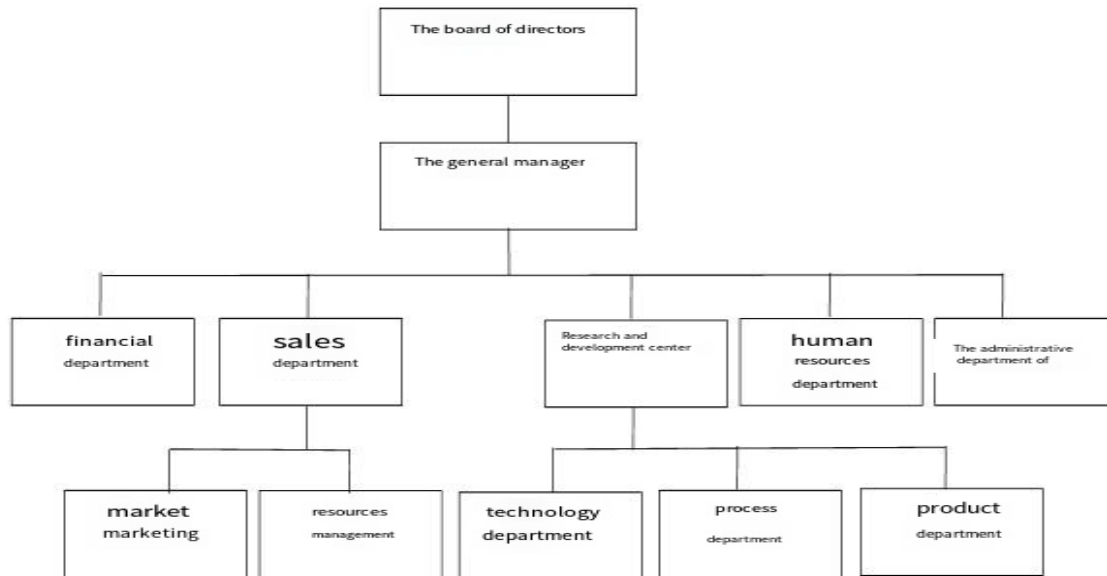 The board of directors
The general manager
financial
department
sales
department
Research and
development center
human
resources
department
The administrative
department of
market
marketing
resources
management
technology
department
process
department
product
department